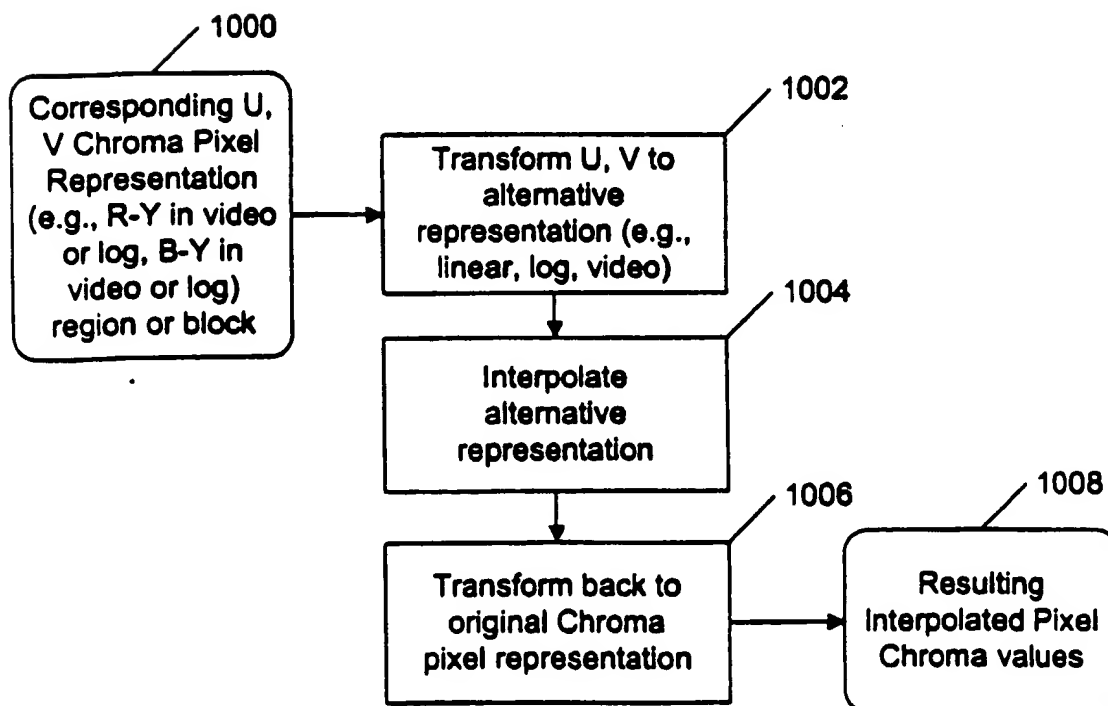 1000
Corresponding U,
V Chroma Pixel
Representation
(e.g., R-Y in video
or log, B-Y in
video or log)
region or block
1002
Transform U, V to
alternative
representation (e.g.,
linear, log, video)
1004
Interpolate
alternative
representation
1006
Transform back to
original Chroma
pixel representation
1008
Resulting
Interpolated Pixel
Chroma values